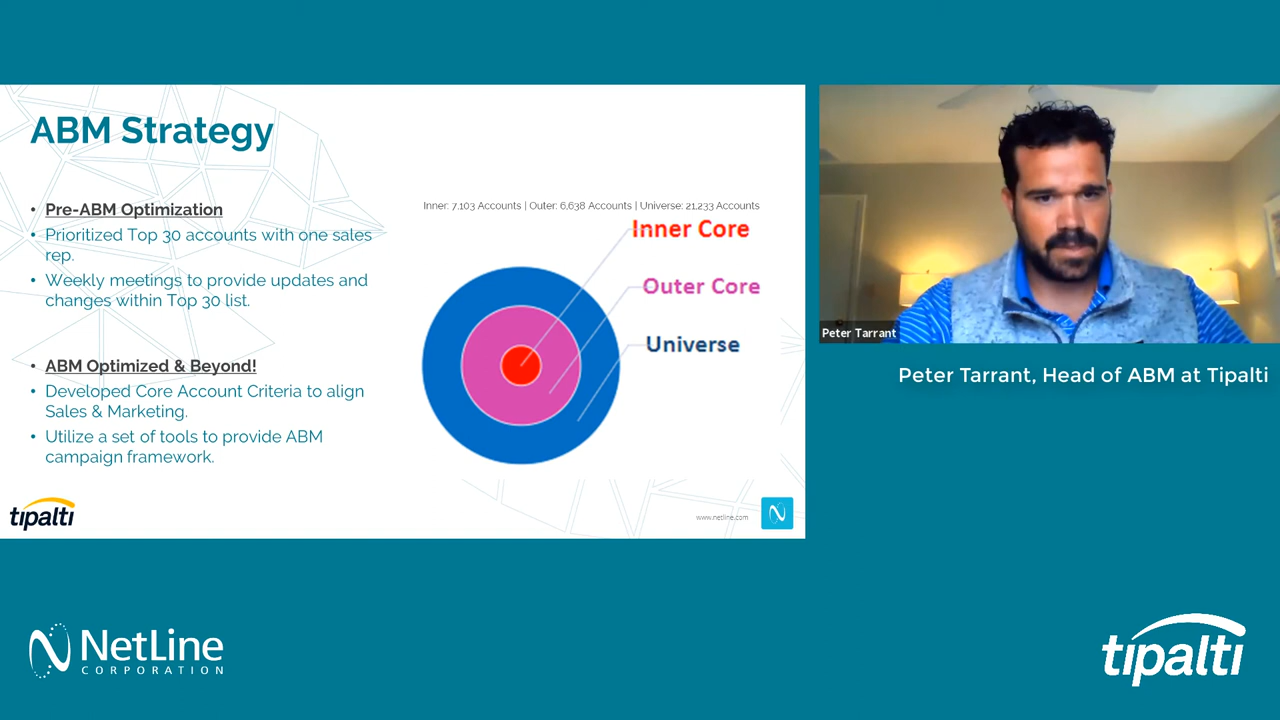 ABM Strategy
• Pre-ABM Optimization
• Prioritized Top 30 accounts with one sales
rep.
• Weekly meetings to provide updates and
changes within Top 30 list.
• ABM Optimized & Beyond!
• Developed Core Account Criteria to align
Sales & Marketing.
• Utilize a set of tools to provide ABM
campaign framework.
Inner: 7,103 Accounts | Outer: 6,638 Accounts | Universe: 21,233 Accounts
Inner Core
Outer Core
Universe
tipalti
www.netline.com
N
Peter Tarrant
Peter Tarrant, Head of ABM at Tipalti
NetLine
CORPORATION
tipalti